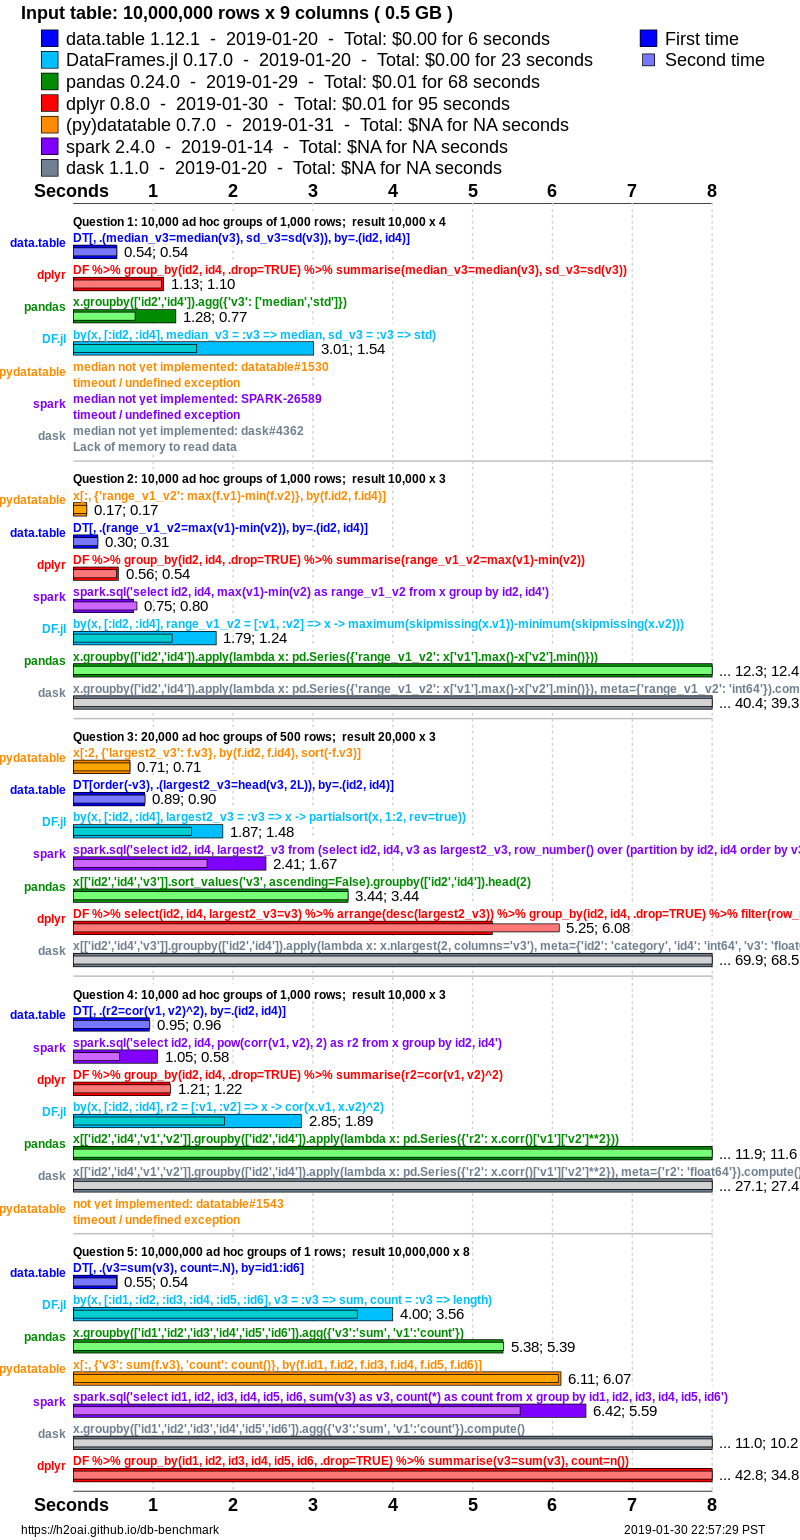 Input table: 10,000,000 rows x 9 columns ( 0.5 GB )
data.table 1.12.1 - 2019-01-20 - Total: $0.00 for 6 seconds
First time
DataFrames.jl 0.17.0 - 2019-01-20 - Total: $0.00 for 23 seconds
Second time
pandas 0.24.0 - 2019-01-29 - Total: $0.01 for 68 seconds
dplyr 0.8.0 - 2019-01-30 - Total: $0.01 for 95 seconds
(py)datatable 0.7.0 - 2019-01-31 - Total: $NA for NA seconds
spark 2.4.0 - 2019-01-14 - Total: $NA for NA seconds
dask 1.1.0 - 2019-01-20 - Total: $NA for NA seconds
Seconds 1 2 3 4 5 6 7 8
Question 1: 10,000 ad hoc groups of 1,000 rows; result 10,000 x 4
data.table DT[, .(median_v3=median(v3), sd_v3=sd(v3)), by=.(id2, id4)]
0.54; 0.54
dplyr DF %>% group_by(id2, id4, .drop=TRUE) %>% summarise(median_v3=median(v3), sd_v3=sd(v3))
1.13; 1.10
pandas x.groupby(['id2','id4']).agg({'v3': ['median','std']})
1.28; 0.77
DF.jl by(x, [:id2, :id4], median_v3 = :v3 => median, sd_v3 = :v3 => std)
3.01; 1.54
pydatatable median not yet implemented: datatable#1530
timeout / undefined exception
spark median not yet implemented: SPARK-26589
timeout / undefined exception
dask median not yet implemented: dask#4362
Lack of memory to read data
Question 2: 10,000 ad hoc groups of 1,000 rows; result 10,000 x 3
pydatatable x[:, {'range_v1_v2': max(f.v1)-min(f.v2)}, by(f.id2, f.id4)]
0.17; 0.17
data.table DT[, .(range_v1_v2=max(v1)-min(v2)), by=.(id2, id4)]
0.30; 0.31
dplyr DF %>% group_by(id2, id4, .drop=TRUE) %>% summarise(range_v1_v2=max(v1)-min(v2))
0.56; 0.54
spark spark.sql('select id2, id4, max(v1)-min(v2) as range_v1_v2 from x group by id2, id4')
0.75; 0.80
DF.jl by(x, [:id2, :id4], range_v1_v2 = [:v1, :v2] => x -> maximum(skipmissing(x.v1))-minimum(skipmissing(x.v2)))
1.79; 1.24
pandas x.groupby(['id2','id4']).apply(lambda x: pd.Series({'range_v1_v2': x['v1'].max()-x['v2'].min()}))
... 12.3; 12.4
dask x.groupby(['id2','id4']).apply(lambda x: pd.Series({'range_v1_v2': x['v1'].max()-x['v2'].min()}), meta={'range_v1_v2': 'int64'}).com
... 40.4; 39.3
Question 3: 20,000 ad hoc groups of 500 rows; result 20,000 x 3
pydatatable x[:2, {'largest2_v3': f.v3}, by(f.id2, f.id4), sort(-f.v3)]
0.71; 0.71
data.table DT[order(-v3), .(largest2_v3=head(v3, 2L)), by=.(id2, id4)]
0.89; 0.90
DF.jl by(x, [:id2, :id4], largest2_v3 = :v3 => x -> partialsort(x, 1:2, rev=true))
1.87; 1.48
spark spark.sql('select id2, id4, largest2_v3 from (select id2, id4, v3 as largest2_v3, row_number() over (partition by id2, id4 order by v3
2.41; 1.67
pandas x[['id2','id4','v3']].sort_values('v3', ascending=False).groupby(['id2','id4']).head(2)
3.44; 3.44
dplyr DF %>% select(id2, id4, largest2_v3=v3) %>% arrange(desc(largest2_v3)) %>% group_by(id2, id4, .drop=TRUE) %>% filter(row_
5.25; 6.08
dask x[['id2','id4','v3']].groupby(['id2','id4']).apply(lambda x: x.nlargest(2, columns='v3'), meta={'id2': 'category', 'id4': 'int64', 'v3': 'float
... 69.9; 68.5
Question 4: 10,000 ad hoc groups of 1,000 rows; result 10,000 x 3
data.table DT[, .(r2=cor(v1, v2)^2), by=.(id2, id4)]
0.95; 0.96
spark spark.sql('select id2, id4, pow(corr(v1, v2), 2) as r2 from x group by id2, id4')
1.05; 0.58
dplyr DF %>% group_by(id2, id4, .drop=TRUE) %>% summarise(r2=cor(v1, v2)^2)
1.21; 1.22
DF.jl by(x, [:id2, :id4], r2 = [:v1, :v2] => x -> cor(x.v1, x.v2)^2)
2.85; 1.89
pandas x[['id2','id4','v1','v2']].groupby(['id2','id4']).apply(lambda x: pd.Series({'r2': x.corr()['v1']['v2']**2}))
... 11.9; 11.6
dask x[['id2','id4','v1','v2']].groupby(['id2','id4']).apply(lambda x: pd.Series({'r2': x.corr()['v1']['v2']**2}), meta={'r2': 'float64'}).compute()
... 27.1; 27.4
pydatatable not yet implemented: datatable#1543
timeout / undefined exception
Question 5: 10,000,000 ad hoc groups of 1 rows; result 10,000,000 x 8
data.table DT[, .(v3=sum(v3), count=.N), by=id1:id6]
0.55; 0.54
DF.jl by(x, [:id1, :id2, :id3, :id4, :id5, :id6], v3 = :v3 => sum, count = :v3 => length)
4.00; 3.56
pandas x.groupby(['id1','id2','id3','id4','id5','id6']).agg({'v3':'sum', 'v1':'count'})
5.38; 5.39
pydatatable x[:, {'v3': sum(f.v3), 'count': count()}, by(f.id1, f.id2, f.id3, f.id4, f.id5, f.id6)]
6.11; 6.07
spark spark.sql('select id1, id2, id3, id4, id5, id6, sum(v3) as v3, count(*) as count from x group by id1, id2, id3, id4, id5, id6')
6.42; 5.59
dask x.groupby(['id1','id2','id3','id4','id5','id6']).agg({'v3':'sum', 'v1':'count'}).compute()
... 11.0; 10.2
dplyr DF %>% group_by(id1, id2, id3, id4, id5, id6, .drop=TRUE) %>% summarise(v3=sum(v3), count=n())
... 42.8; 34.8
Seconds 1 2 3 4 5 6 7 8
https://h2oai.github.io/db-benchmark
2019-01-30 22:57:29 PST